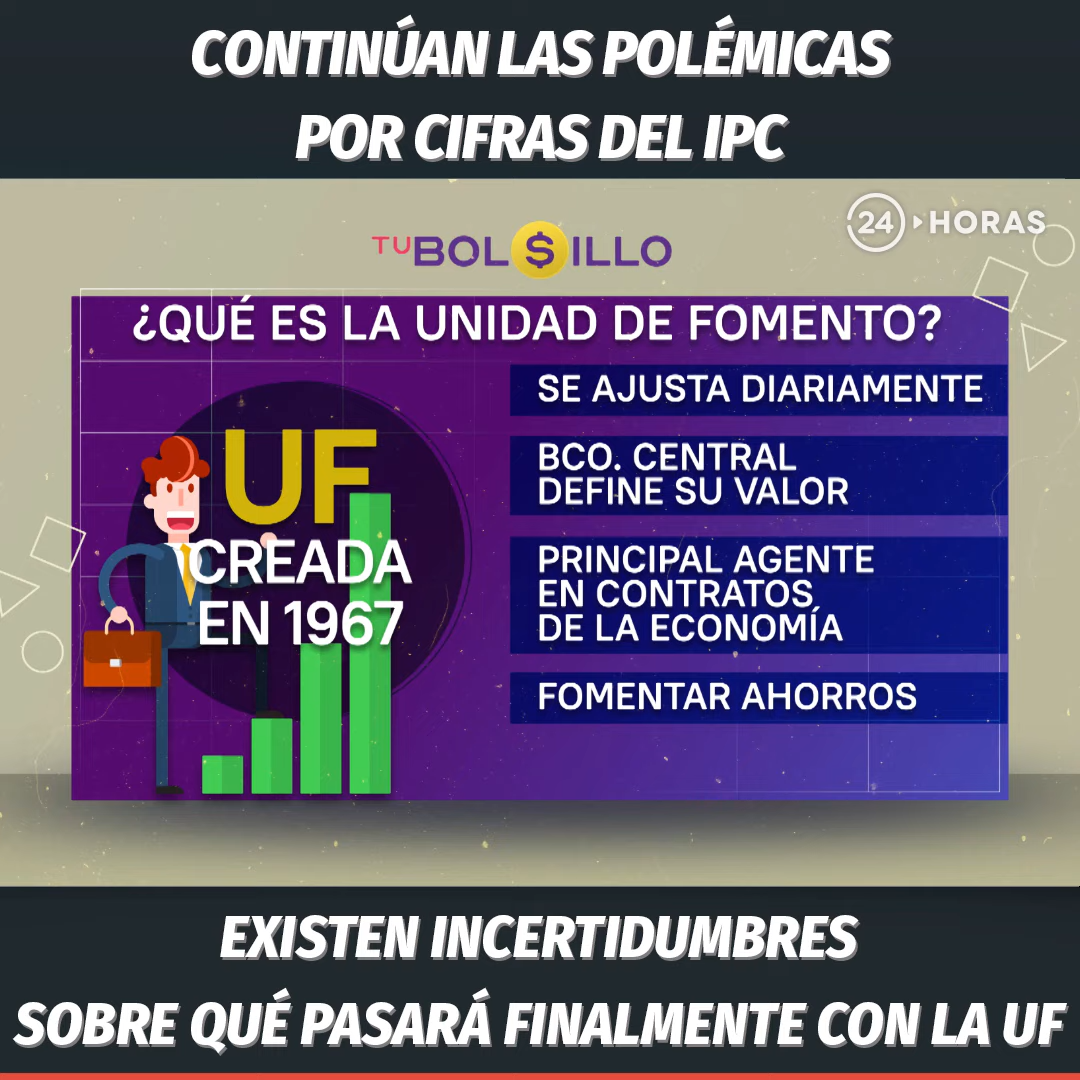 CONTINÚAN LAS POLÉMICAS
POR CIFRAS DEL IPC
24 HORAS
TU BOL$ILLO
¿QUÉ ES LA UNIDAD DE FOMENTO?
UF
CREADA
EN 1967
SE AJUSTA DIARIAMENTE
BCO. CENTRAL
DEFINE SU VALOR
PRINCIPAL AGENTE
EN CONTRATOS
DE LA ECONOMÍA
FOMENTAR AHORROS
EXISTEN INCERTIDUMBRES
SOBRE QUÉ PASARÁ FINALMENTE CON LA UF